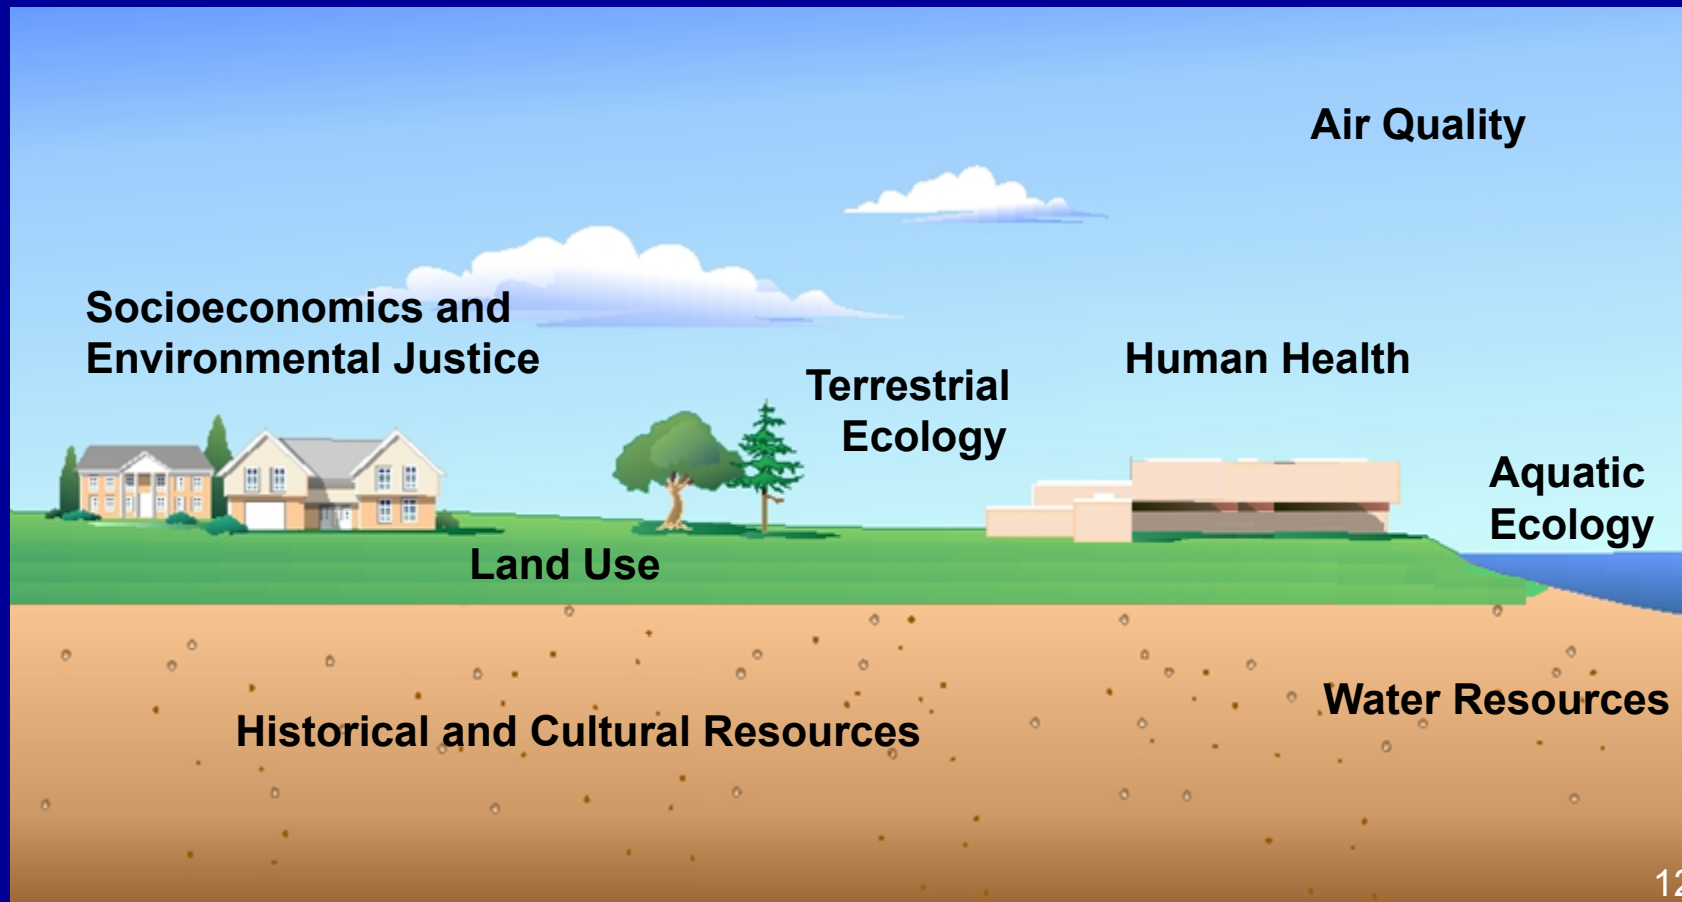 Air Quality
Socioeconomics and
Environmental Justice
Human Health
Terrestrial
Ecology
Aquatic
Ecology
Land Use
Water Resources
Historical and Cultural Resources
12